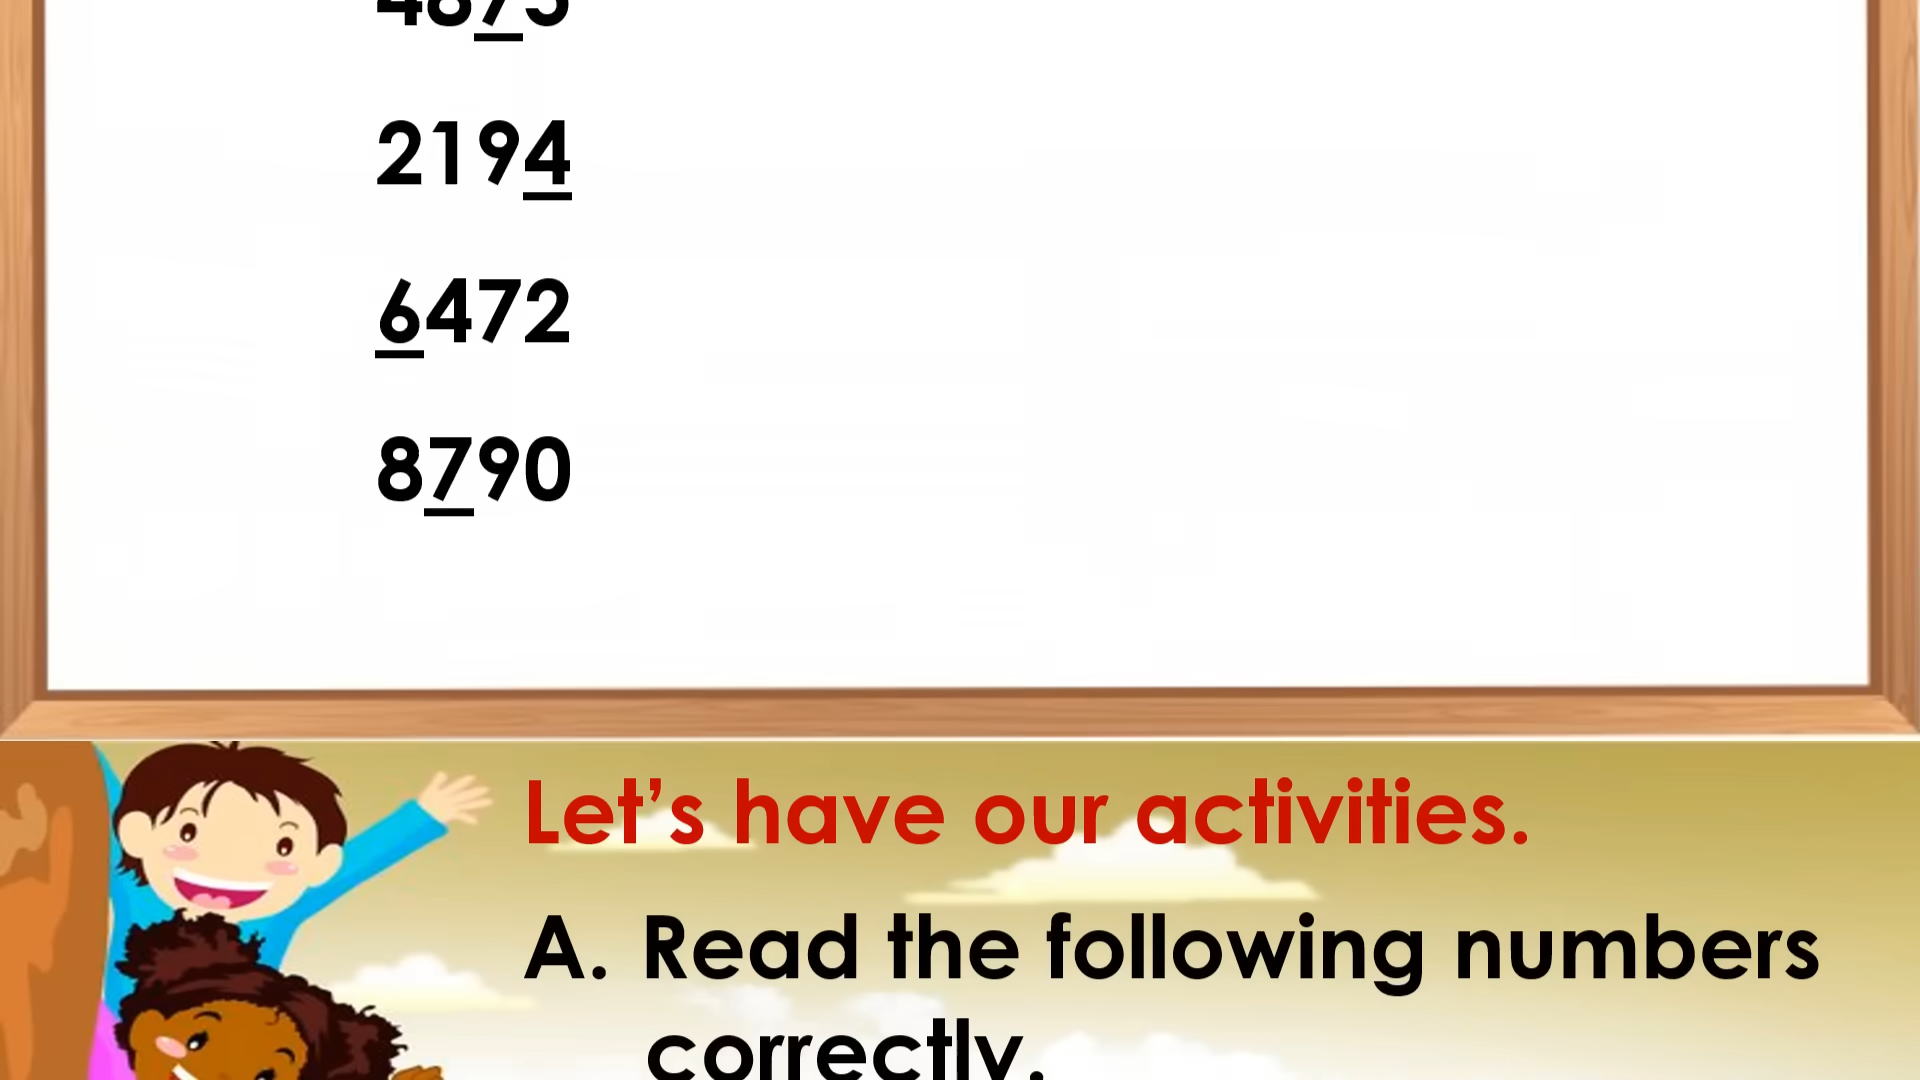 2194
6472
8790
Let’s have our activities.
A. Read the following numbers
correctly.